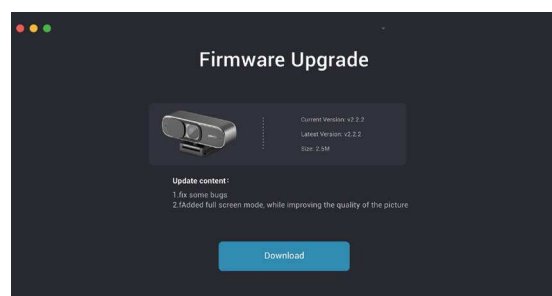 Firmware Upgrade
Current Version: v2.2.2
Latest Version: v2.2.2
Size: 2.5M
Update content:
1.fix some bugs
2.fAdded full screen mode, while improving the quality of the picture
Download